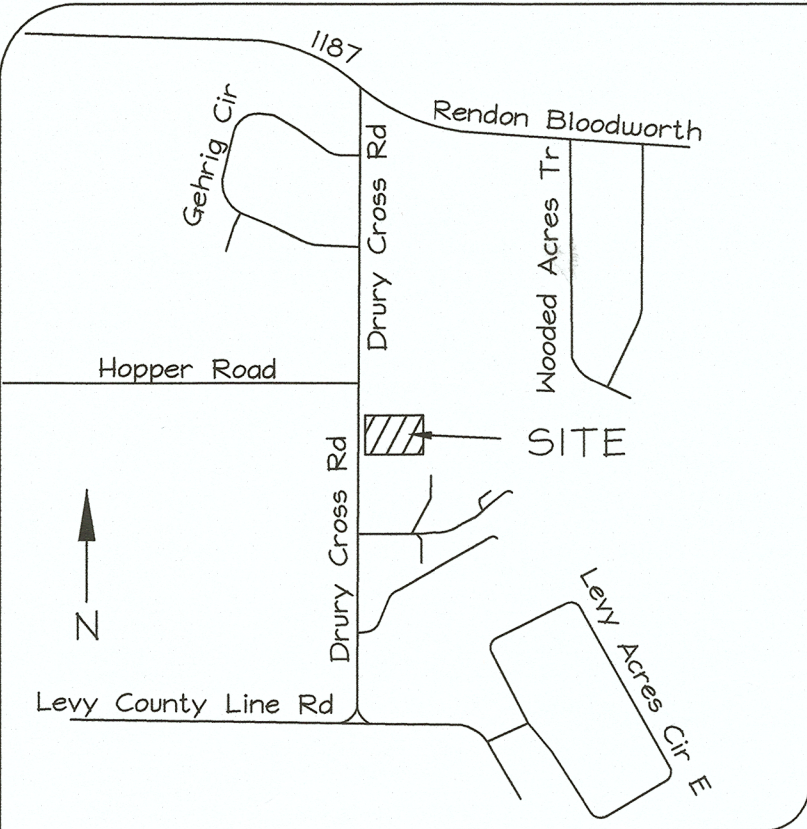 1187
Rendon Bloodworth
Gehrig Cir
Drury Cross Rd
Wooded Acres Tr
Hopper Road
SITE
Drury Cross Rd
N
Levy Acres Cir E
Levy County Line Rd